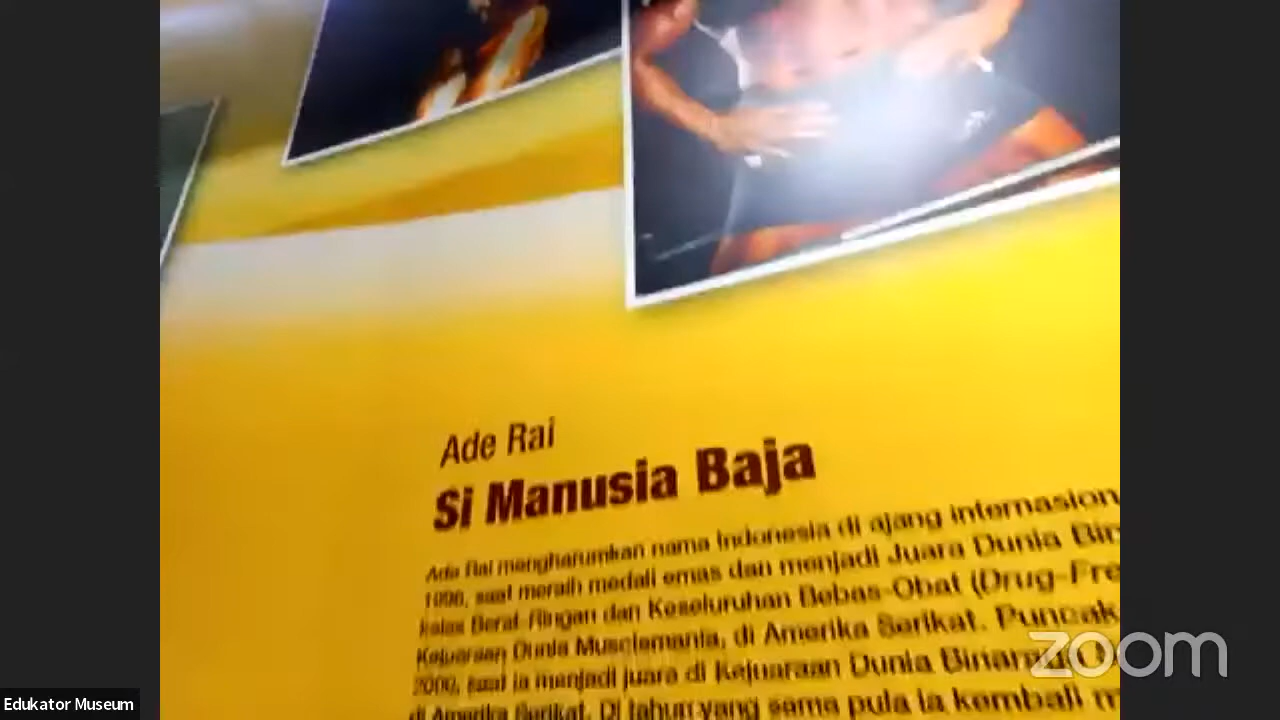 Ade Rai
Si Manusia Baja
Ade Rai mengharumkan nama Indonesia di ajang internasion
1996, saat meraih medali emas dan menjadi Juara Dunia Bin
kelas Berat-Ringan dan Keseluruhan Bebas-Obat (Drug-Fre
Kejuaraan Dunia Musclemania, di Amerika Serikat. Puncak
2000, saat ia menjadi juara di Kejuaraan Dunia Binaraga
di Amerika Serikat. Di tahun yang sama pula ia kembali m
zoom
Edukator Museum